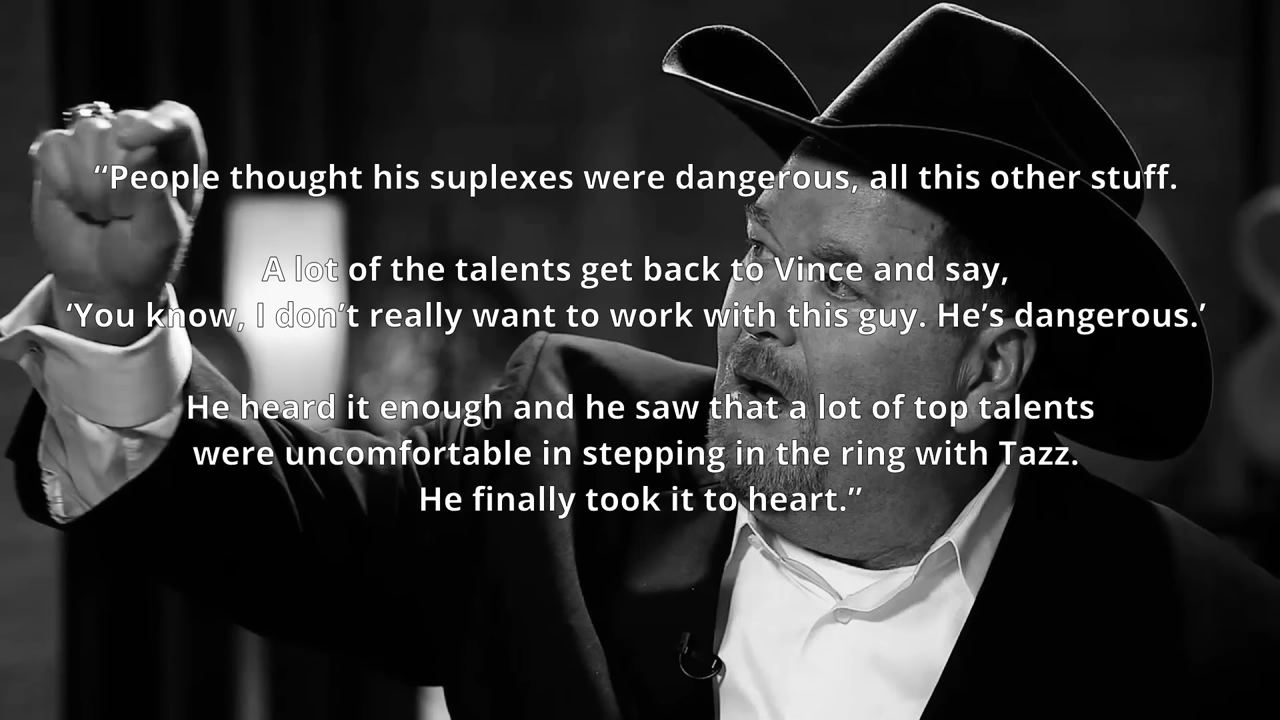 “People thought his suplexes were dangerous, all this other stuff.
A lot of the talents get back to Vince and say,
‘You know, I don’t really want to work with this guy. He’s dangerous.’
He heard it enough and he saw that a lot of top talents
were uncomfortable in stepping in the ring with Tazz.
He finally took it to heart.”